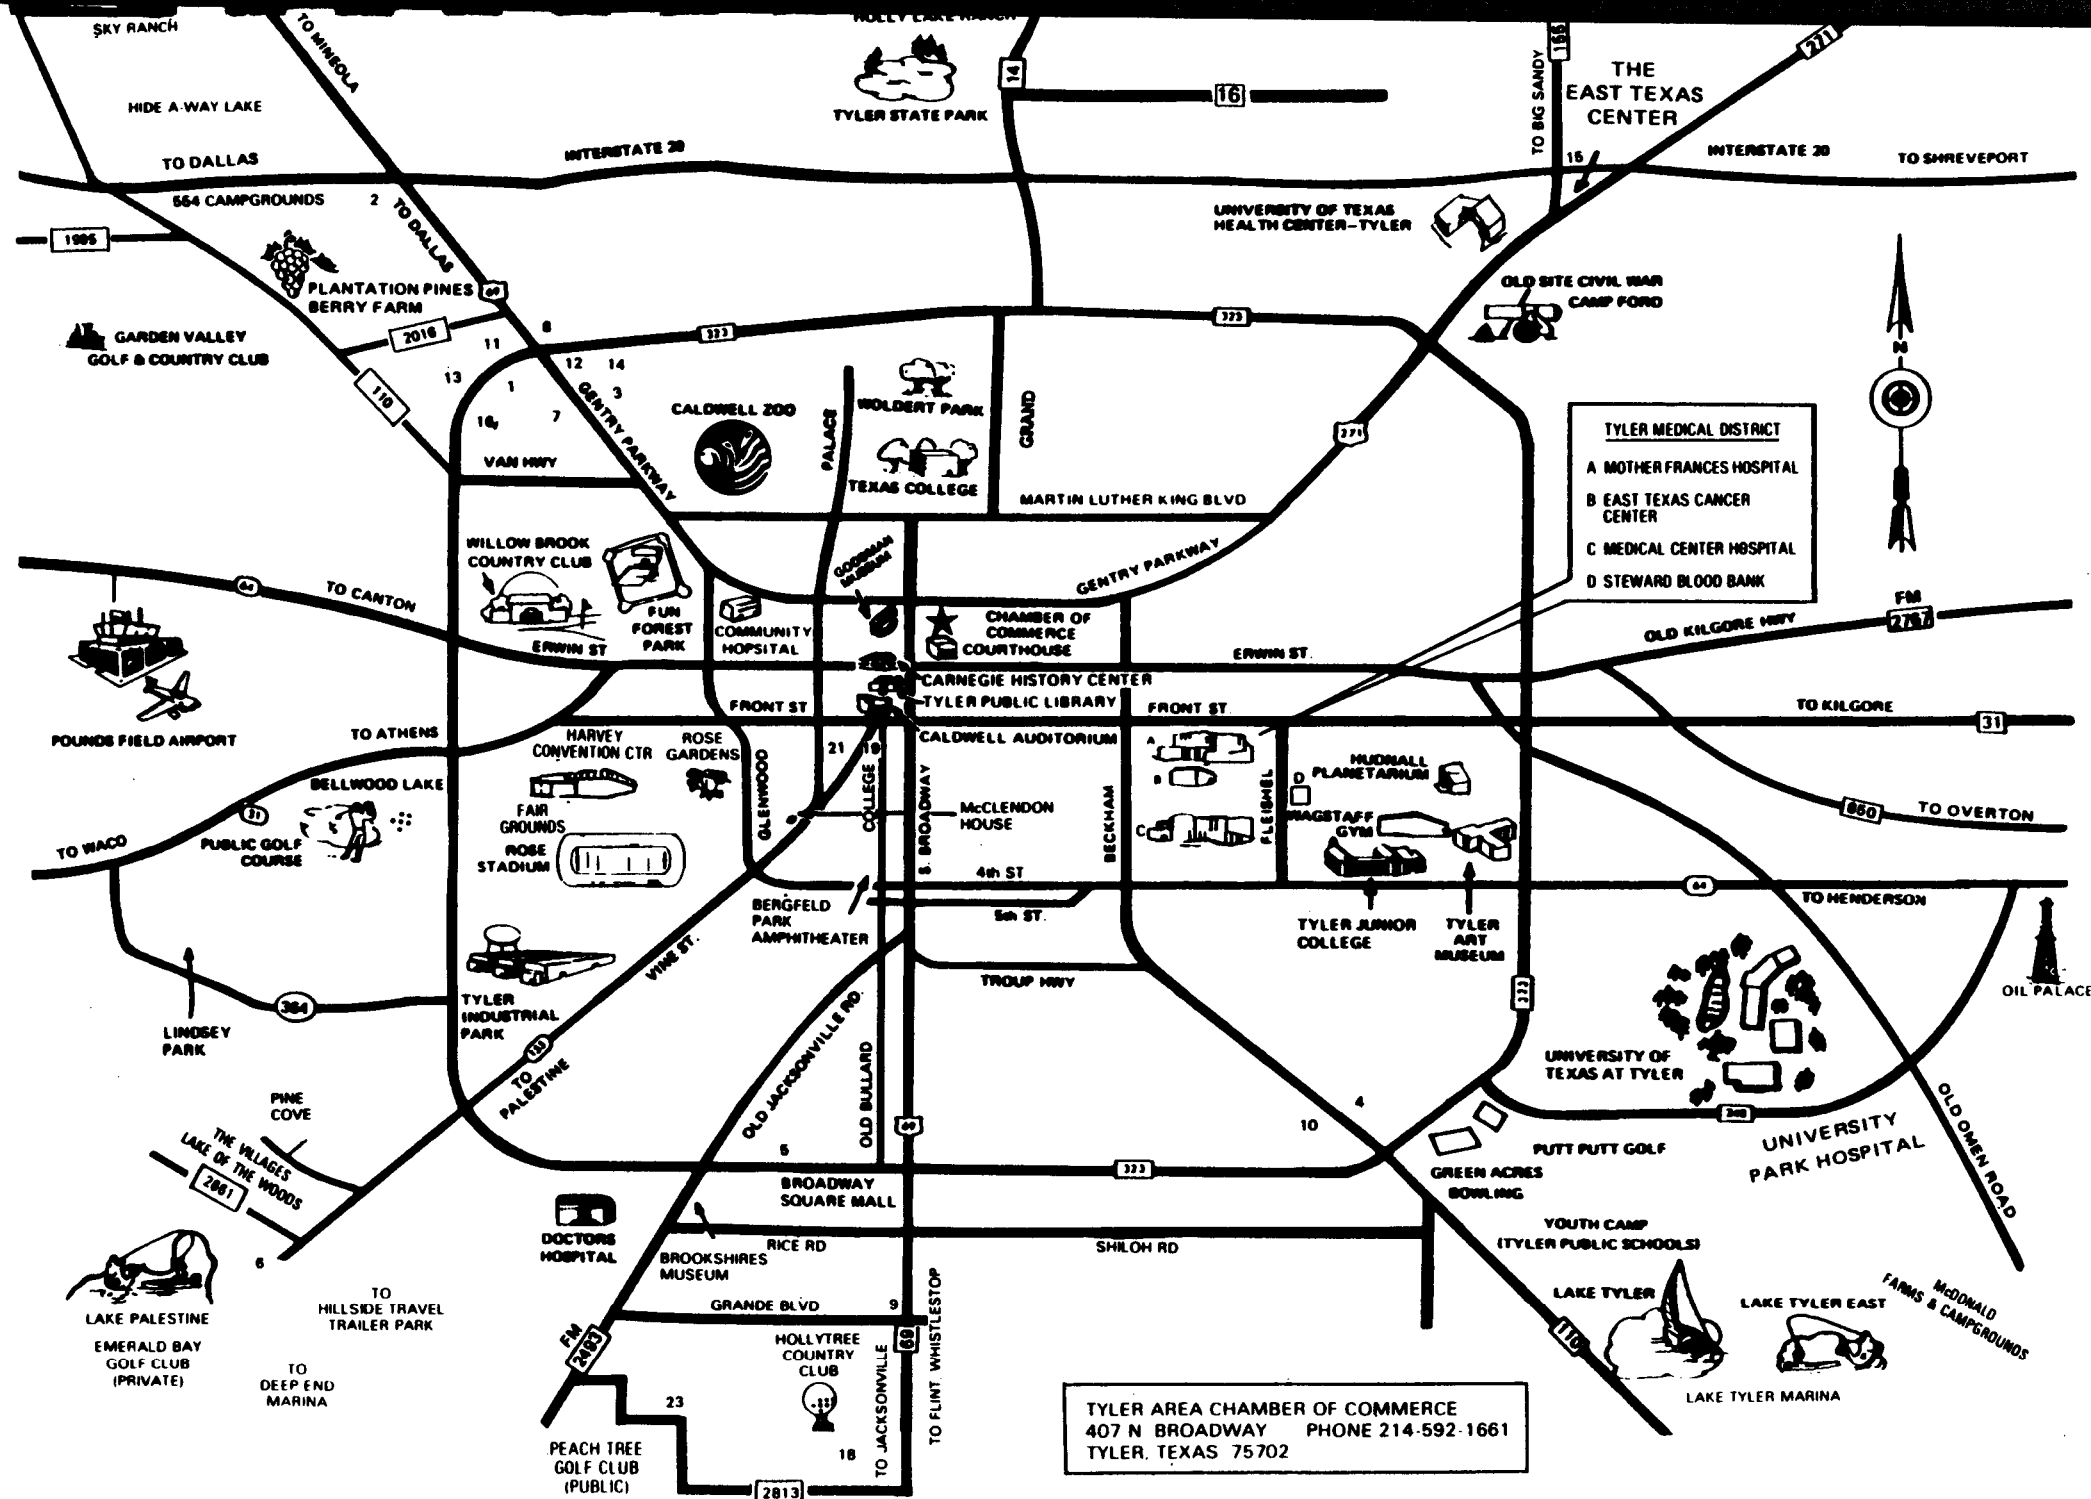 SKY RANCH
TO MINEOLA
HOLLY LAKE RANCH
14
155
271
HIDE A-WAY LAKE
TYLER STATE PARK
16
TO BIG SANDY
THE
EAST TEXAS
CENTER
TO DALLAS
INTERSTATE 20
15
INTERSTATE 20
TO SHREVEPORT
554 CAMPGROUNDS
2
TO DALLAS
UNIVERSITY OF TEXAS
HEALTH CENTER-TYLER
PLANTATION PINES
BERRY FARM
69
OLD SITE CIVIL WAR
CAMP FORD
GARDEN VALLEY
GOLF & COUNTRY CLUB
2016
8
323
323
N
11
12
14
13
1
3
7
16
110
GENTRY PARKWAY
CALDWELL ZOO
PALACE
WOLDERT PARK
GRAND
271
TEXAS COLLEGE
VAN HWY
MARTIN LUTHER KING BLVD
TYLER MEDICAL DISTRICT
A MOTHER FRANCES HOSPITAL
B EAST TEXAS CANCER
CENTER
C MEDICAL CENTER HOSPITAL
D STEWARD BLOOD BANK
WILLOW BROOK
COUNTRY CLUB
GOODMAN
MUSEUM
GENTRY PARKWAY
64
TO CANTON
FUN
FOREST
PARK
COMMUNITY
HOPSITAL
CHAMBER OF
COMMERCE
COURTHOUSE
FM
2767
OLD KILGORE HWY
ERWIN ST
ERWIN ST.
CARNEGIE HISTORY CENTER
TYLER PUBLIC LIBRARY
CALDWELL AUDITORIUM
POUNDS FIELD AIRPORT
TO ATHENS
FRONT ST
FRONT ST.
TO KILGORE
31
HARVEY
CONVENTION CTR
ROSE
GARDENS
21
19
A
B
C
D
HUDNALL
PLANETARIUM
BELLWOOD LAKE
31
PUBLIC GOLF
COURSE
FAIR
GROUNDS
ROSE
STADIUM
GLENWOOD
COLLEGE
S. BROADWAY
McCLENDON
HOUSE
BECKHAM
FLEISHEL
WAGSTAFF
GYM
850
TO OVERTON
TO WACO
4th ST
5th ST.
64
TO HENDERSON
BERGFELD
PARK
AMPHITHEATER
TYLER JUNIOR
COLLEGE
TYLER
ART
MUSEUM
VINE ST.
TROUP HWY
323
OIL PALACE
364
LINDSEY
PARK
TYLER
INDUSTRIAL
PARK
155
TO
PALESTINE
OLD JACKSONVILLE RD.
OLD BULLARD
69
UNIVERSITY OF
TEXAS AT TYLER
PINE
COVE
THE VILLAGES
LAKE OF THE WOODS
2661
4
10
5
323
UNIVERSITY
PARK HOSPITAL
OLD OMEN ROAD
PUTT PUTT GOLF
GREEN ACRES
BOWLING
BROADWAY
SQUARE MALL
DOCTORS
HOSPITAL
BROOKSHIRES
MUSEUM
RICE RD
SHILOH RD
YOUTH CAMP
(TYLER PUBLIC SCHOOLS)
6
LAKE PALESTINE
EMERALD BAY
GOLF CLUB
(PRIVATE)
TO
HILLSIDE TRAVEL
TRAILER PARK
TO
DEEP END
MARINA
GRANDE BLVD
9
FM
2493
69
HOLLYTREE
COUNTRY
CLUB
TO JACKSONVILLE
TO FLINT, WHISTLESTOP
LAKE TYLER
LAKE TYLER EAST
McDONALD
FARMS & CAMPGROUNDS
110
LAKE TYLER MARINA
23
18
PEACH TREE
GOLF CLUB
(PUBLIC)
2813
TYLER AREA CHAMBER OF COMMERCE
407 N BROADWAY PHONE 214-592-1661
TYLER, TEXAS 75702